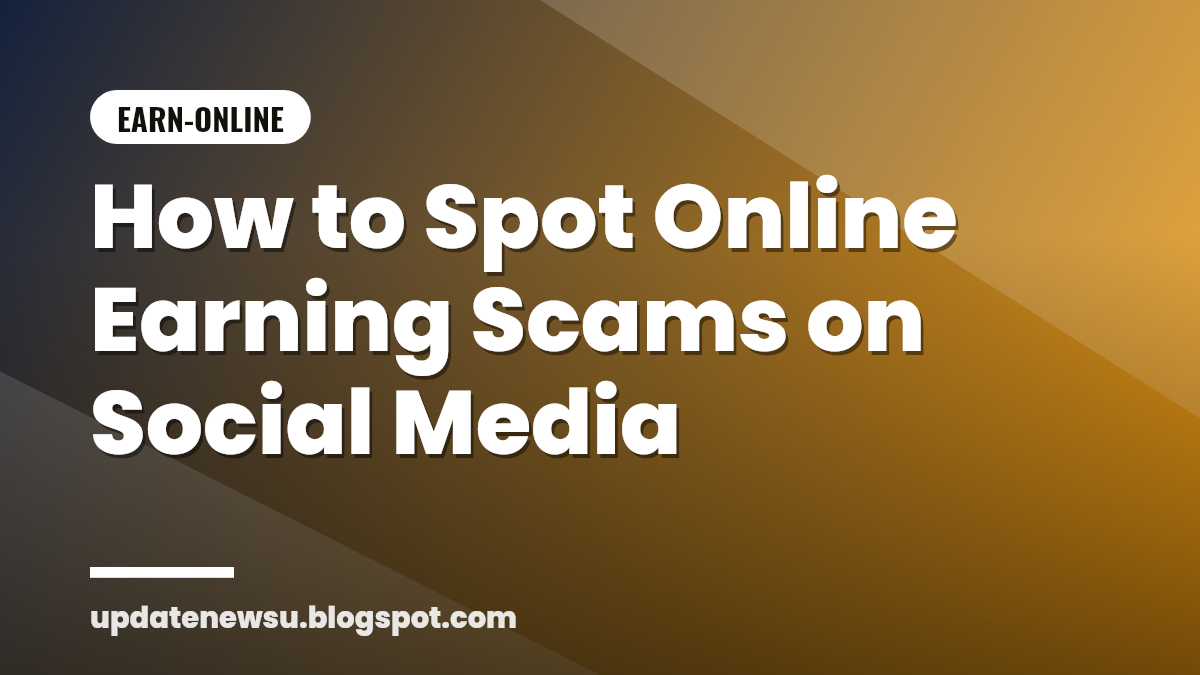 EARN-ONLINE
How to Spot Online
Earning Scams on
Social Media
updatenewsu.blogspot.com